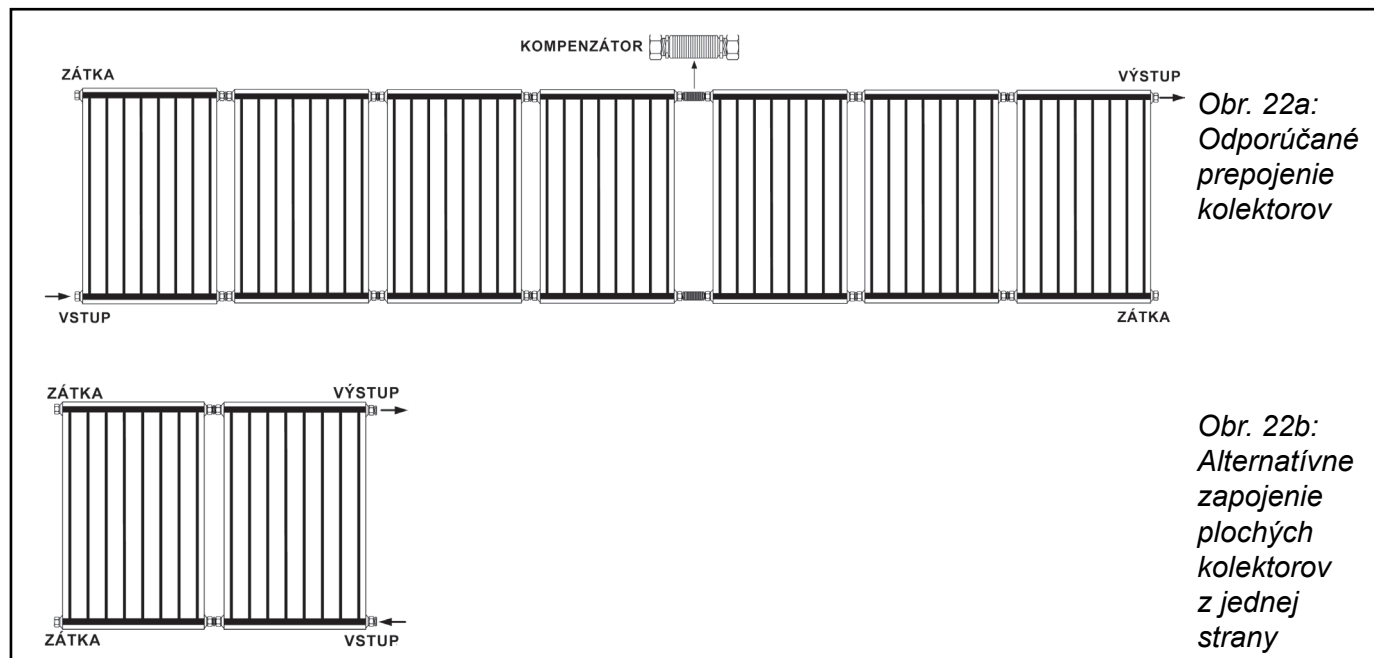 KOMPENZÁTOR
ZÁTKA
VÝSTUP
VSTUP
ZÁTKA
Obr. 22a:
Odporúčané
prepojenie
kolektorov
ZÁTKA
VÝSTUP
ZÁTKA
VSTUP
Obr. 22b:
Alternatívne
zapojenie
plochých
kolektorov
z jednej
strany